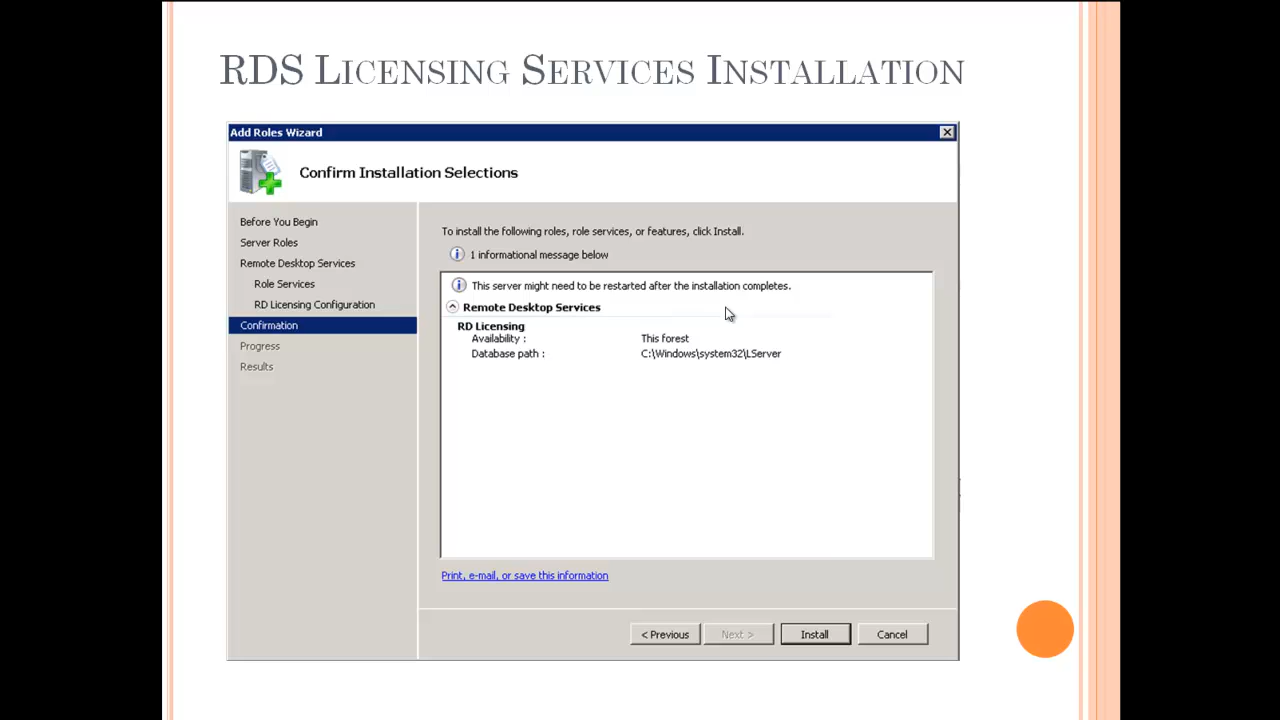 RDS Licensing Services Installation
Add Roles Wizard
Confirm Installation Selections
Before You Begin
Server Roles
Remote Desktop Services
Role Services
RD Licensing Configuration
Confirmation
Progress
Results
To install the following roles, role services, or features, click Install.
1 informational message below
This server might need to be restarted after the installation completes.
Remote Desktop Services
RD Licensing
Availability : This forest
Database path : C:\Windows\system32\LServer
Print, e-mail, or save this information
< Previous Next > Install Cancel